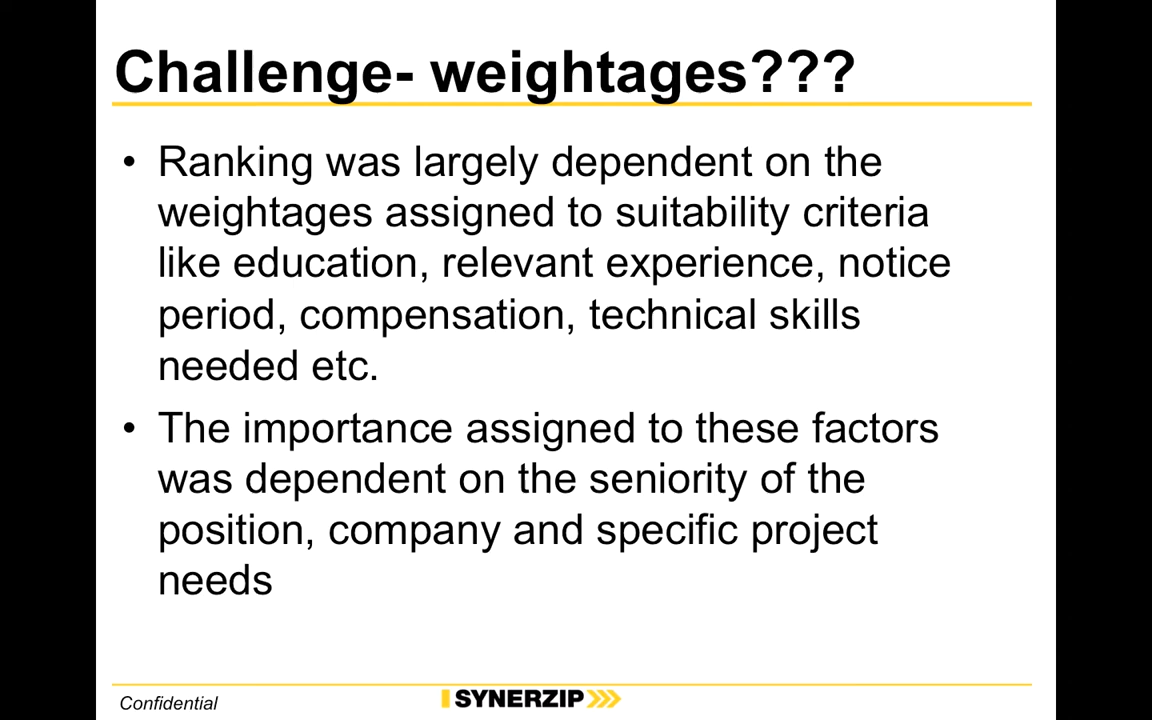 Challenge- weightages???
• Ranking was largely dependent on the
weightages assigned to suitability criteria
like education, relevant experience, notice
period, compensation, technical skills
needed etc.
• The importance assigned to these factors
was dependent on the seniority of the
position, company and specific project
needs
Confidential
SYNERZIP